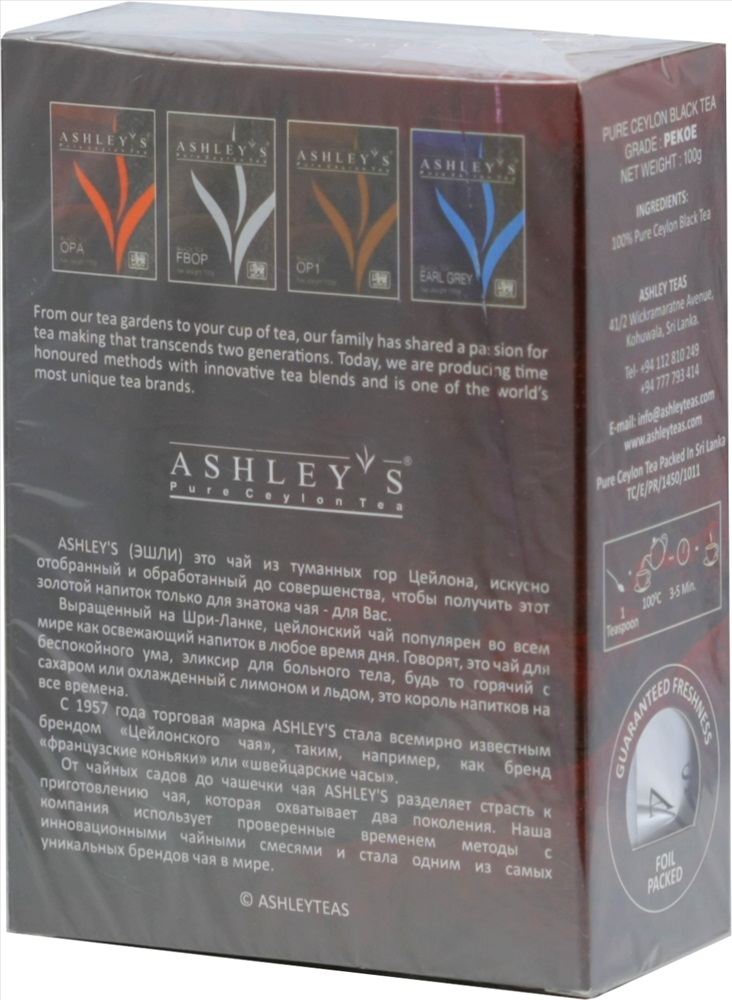 ASHLEY'S
Pure Ceylon Tea
OPA
ASHLEY'S
Pure Ceylon Tea
FBOP
ASHLEY'S
Pure Ceylon Tea
OP1
ASHLEY'S
Pure Ceylon Tea
EARL GREY
From our tea gardens to your cup of tea, our family has shared a passion for
tea making that transcends two generations. Today, we are producing time
honoured methods with innovative tea blends and is one of the world's
most unique tea brands.
ASHLEY'S®
Pure Ceylon Tea
ASHLEY'S (ЭШЛИ) это чай из туманных гор Цейлона, искусно
отобранный и обработанный до совершенства, чтобы получить этот
золотой напиток только для знатока чая - для Вас.
Выращенный на Шри-Ланке, цейлонский чай популярен во всем
мире как освежающий напиток в любое время дня. Говорят, это чай для
беспокойного ума, эликсир для больного тела, будь то горячий с
сахаром или охлажденный с лимоном и льдом, это король напитков на
все времена.
С 1957 года торговая марка ASHLEY'S стала всемирно известным
брендом «Цейлонского чая», таким, например, как бренд
«французские коньяки» или «швейцарские часы».
От чайных садов до чашечки чая ASHLEY'S разделяет страсть к
приготовлению чая, которая охватывает два поколения. Наша
компания использует проверенные временем методы с
инновационными чайными смесями и стала одним из самых
уникальных брендов чая в мире.
© ASHLEYTEAS
PURE CEYLON BLACK TEA
GRADE : PEKOE
NET WEIGHT : 100g
INGREDIENTS:
100% Pure Ceylon Black Tea
ASHLEY TEAS
41/2 Wickramaratne Avenue,
Kohuwala, Sri Lanka.
Tel- +94 112 810 249
+94 777 793 414
E-mail: info@ashleyteas.com
www.ashleyteas.com
Pure Ceylon Tea Packed In Sri Lanka
TC/E/PR/1450/1011
1
Teaspoon
100°C
3-5 Min.
GUARANTEED FRESHNESS
FOIL
PACKED